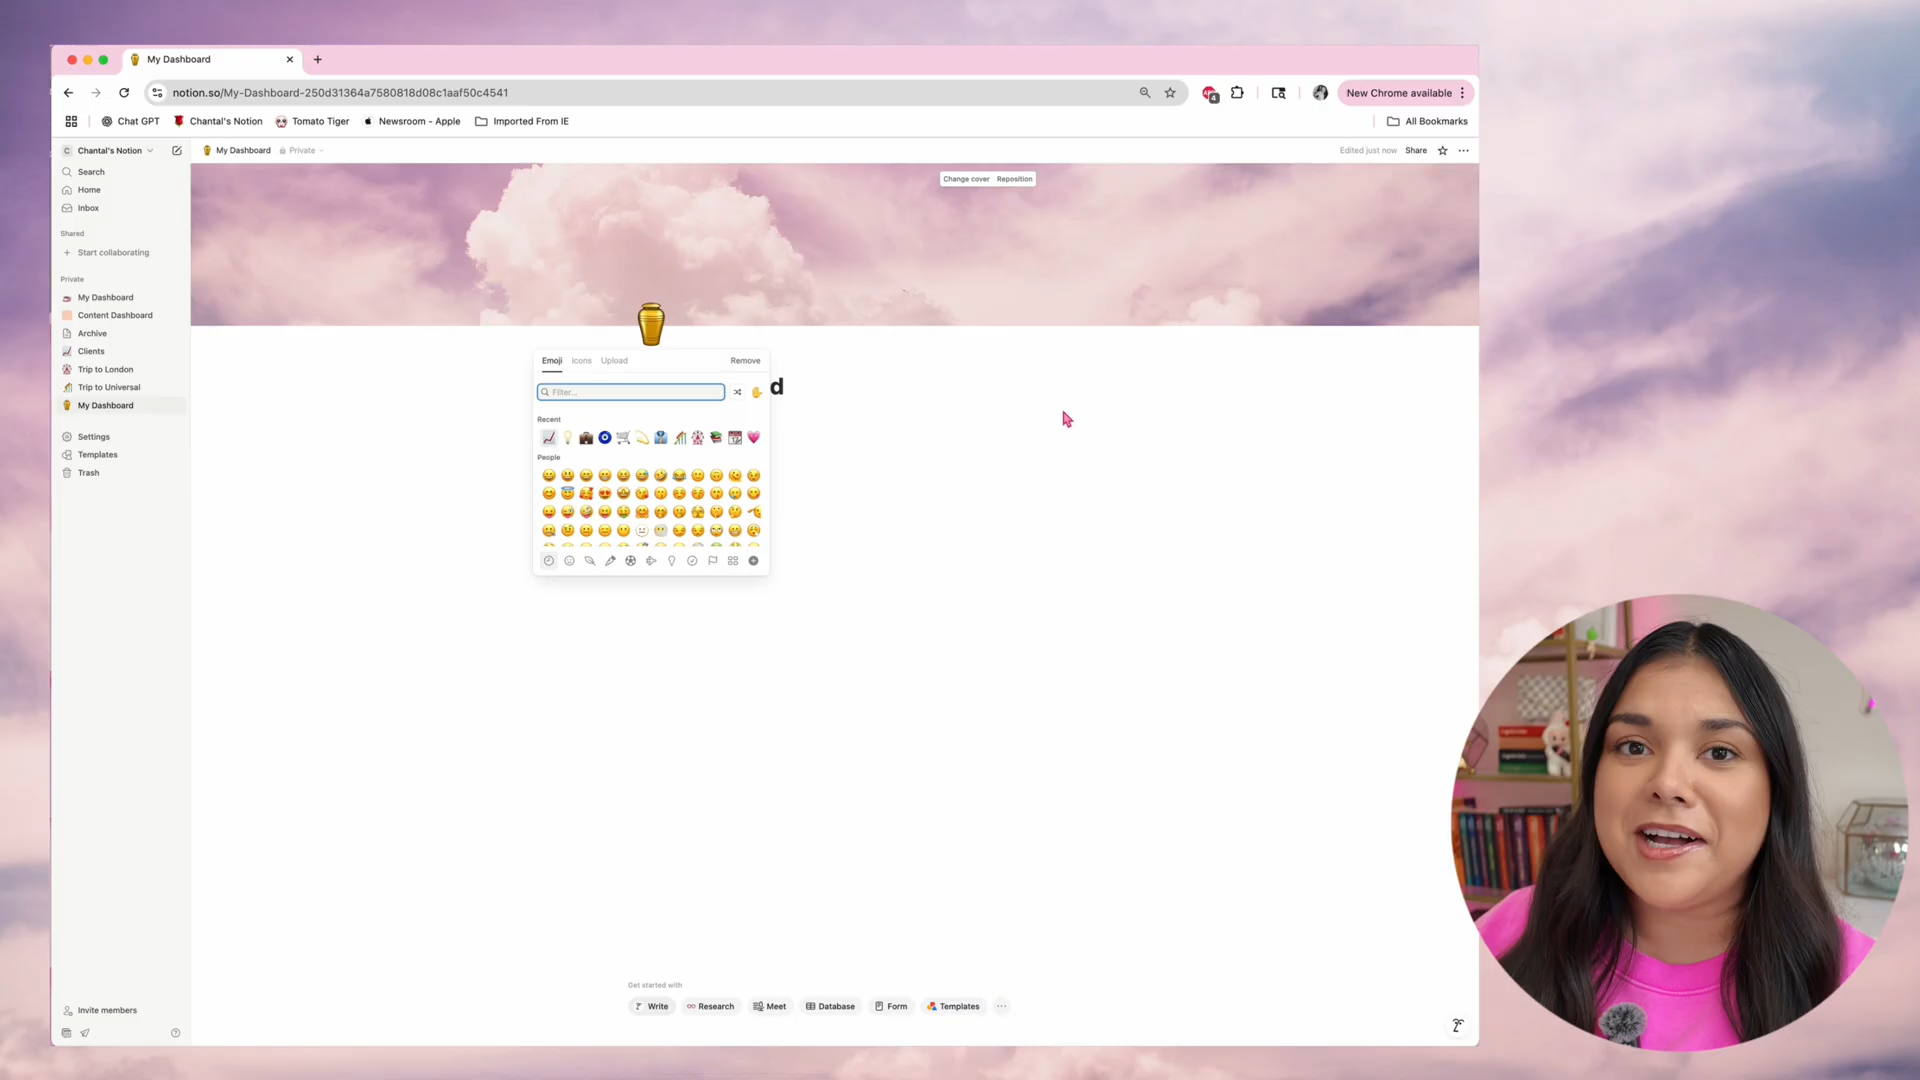 My Dashboard
notion.so/My-Dashboard-250d31364a7580818d08c1aaf50c4541
4
New Chrome available
Chat GPT
Chantal's Notion
Tomato Tiger
Newsroom - Apple
Imported From IE
All Bookmarks
C Chantal's Notion
My Dashboard
Private
Edited just now
Share
Search
Home
Inbox
Shared
+ Start collaborating
Private
My Dashboard
Content Dashboard
Archive
Clients
Trip to London
Trip to Universal
My Dashboard
Settings
Templates
Trash
Invite members
Change cover
Reposition
d
Emoji
Icons
Upload
Remove
Filter...
Recent
People
Get started with
Write
Research
Meet
Database
Form
Templates